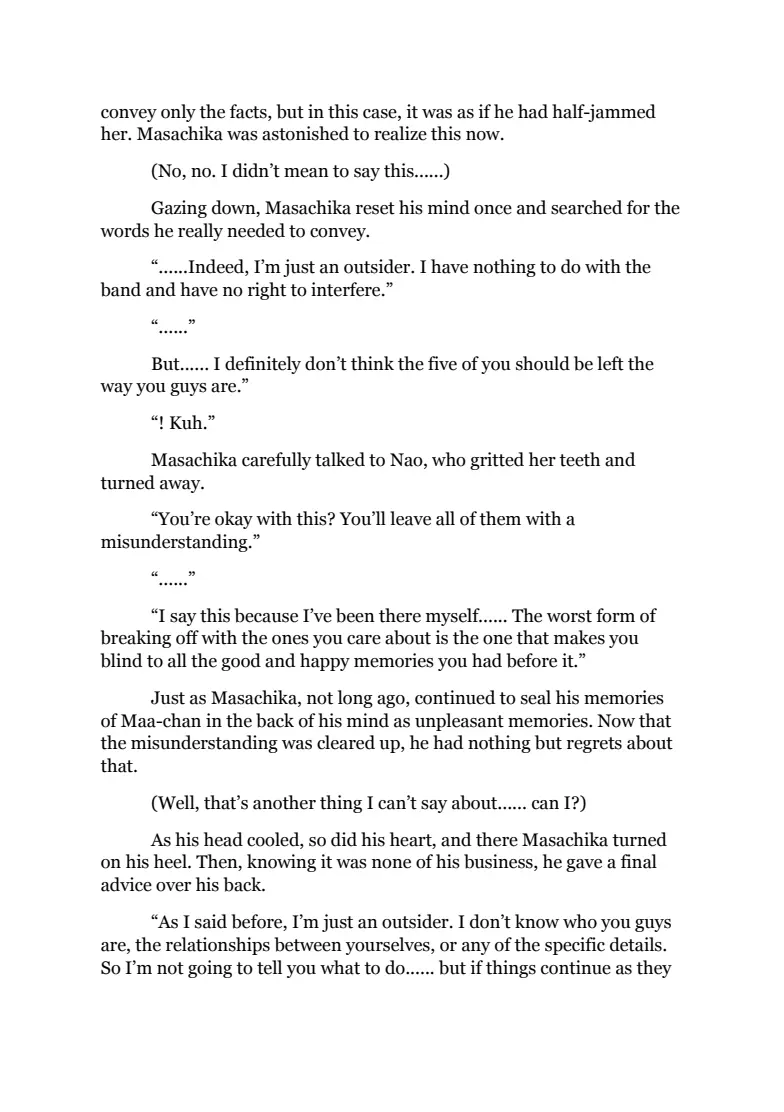 convey only the facts, but in this case, it was as if he had half-jammed
her. Masachika was astonished to realize this now.
(No, no. I didn’t mean to say this......)
Gazing down, Masachika reset his mind once and searched for the
words he really needed to convey.
“......Indeed, I’m just an outsider. I have nothing to do with the
band and have no right to interfere.”
“......”
But...... I definitely don’t think the five of you should be left the
way you guys are.”
“! Kuh.”
Masachika carefully talked to Nao, who gritted her teeth and
turned away.
“You’re okay with this? You’ll leave all of them with a
misunderstanding.”
“......”
“I say this because I’ve been there myself...... The worst form of
breaking off with the ones you care about is the one that makes you
blind to all the good and happy memories you had before it.”
Just as Masachika, not long ago, continued to seal his memories
of Maa-chan in the back of his mind as unpleasant memories. Now that
the misunderstanding was cleared up, he had nothing but regrets about
that.
(Well, that’s another thing I can’t say about...... can I?)
As his head cooled, so did his heart, and there Masachika turned
on his heel. Then, knowing it was none of his business, he gave a final
advice over his back.
“As I said before, I’m just an outsider. I don’t know who you guys
are, the relationships between yourselves, or any of the specific details.
So I’m not going to tell you what to do...... but if things continue as they